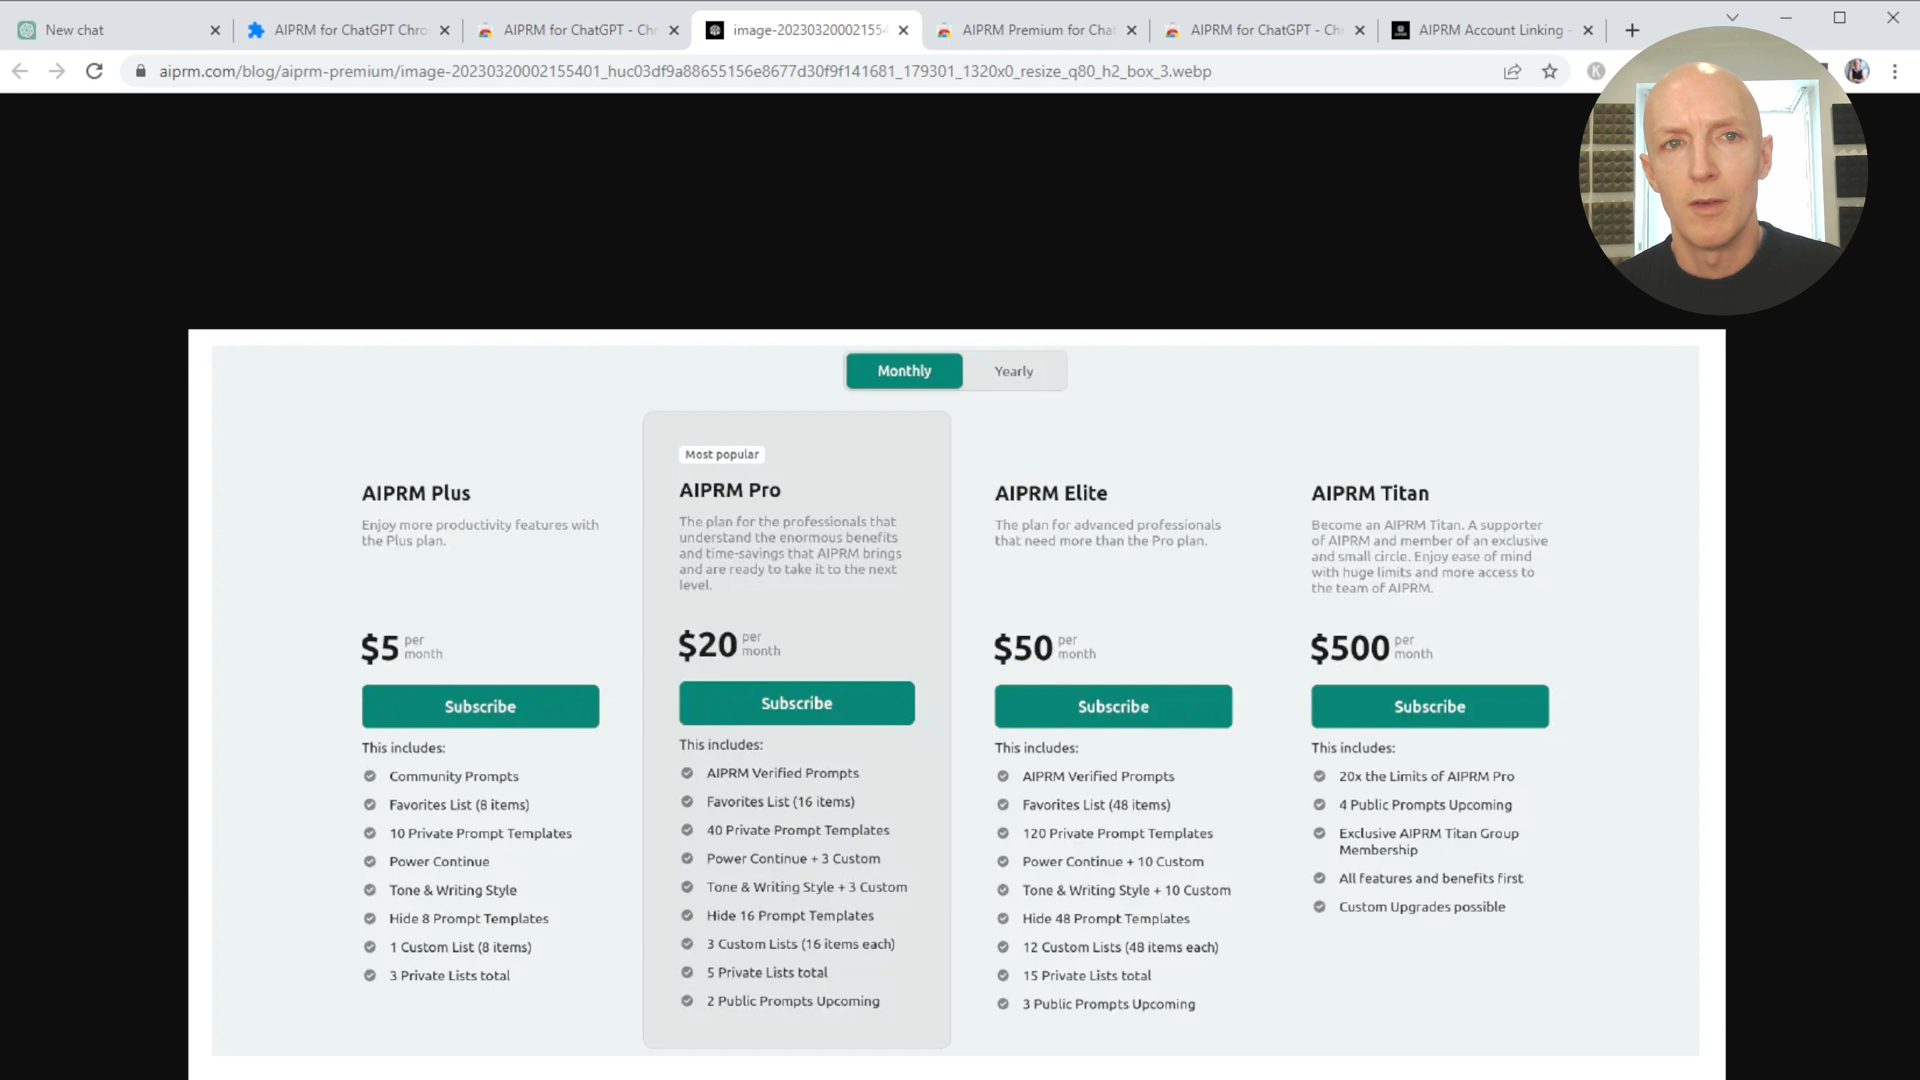 New chat
AIPRM for ChatGPT Chro
AIPRM for ChatGPT - Chr
image-202303200021554
AIPRM Premium for Chat
AIPRM for ChatGPT - Ch
AIPRM Account Linking -
aiprm.com/blog/aiprm-premium/image-20230320002155401_huc03df9a88655156e8677d30f9f141681_179301_1320x0_resize_q80_h2_box_3.webp
K
Monthly
Yearly
AIPRM Plus
Enjoy more productivity features with
the Plus plan.
$5 per
month
Subscribe
This includes:
Community Prompts
Favorites List (8 items)
10 Private Prompt Templates
Power Continue
Tone & Writing Style
Hide 8 Prompt Templates
1 Custom List (8 items)
3 Private Lists total
Most popular
AIPRM Pro
The plan for the professionals that
understand the enormous benefits
and time-savings that AIPRM brings
and are ready to take it to the next
level.
$20 per
month
Subscribe
This includes:
AIPRM Verified Prompts
Favorites List (16 items)
40 Private Prompt Templates
Power Continue + 3 Custom
Tone & Writing Style + 3 Custom
Hide 16 Prompt Templates
3 Custom Lists (16 items each)
5 Private Lists total
2 Public Prompts Upcoming
AIPRM Elite
The plan for advanced professionals
that need more than the Pro plan.
$50 per
month
Subscribe
This includes:
AIPRM Verified Prompts
Favorites List (48 items)
120 Private Prompt Templates
Power Continue + 10 Custom
Tone & Writing Style + 10 Custom
Hide 48 Prompt Templates
12 Custom Lists (48 items each)
15 Private Lists total
3 Public Prompts Upcoming
AIPRM Titan
Become an AIPRM Titan. A supporter
of AIPRM and member of an exclusive
and small circle. Enjoy ease of mind
with huge limits and more access to
the team of AIPRM.
$500 per
month
Subscribe
This includes:
20x the Limits of AIPRM Pro
4 Public Prompts Upcoming
Exclusive AIPRM Titan Group
Membership
All features and benefits first
Custom Upgrades possible